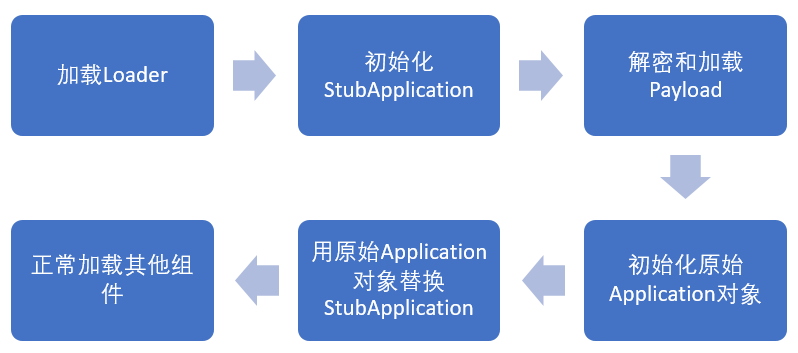 加载Loader
初始化
StubApplication
解密和加载
Payload
初始化原始
Application对象
用原始Application
对象替换
StubApplication
正常加载其他组
件